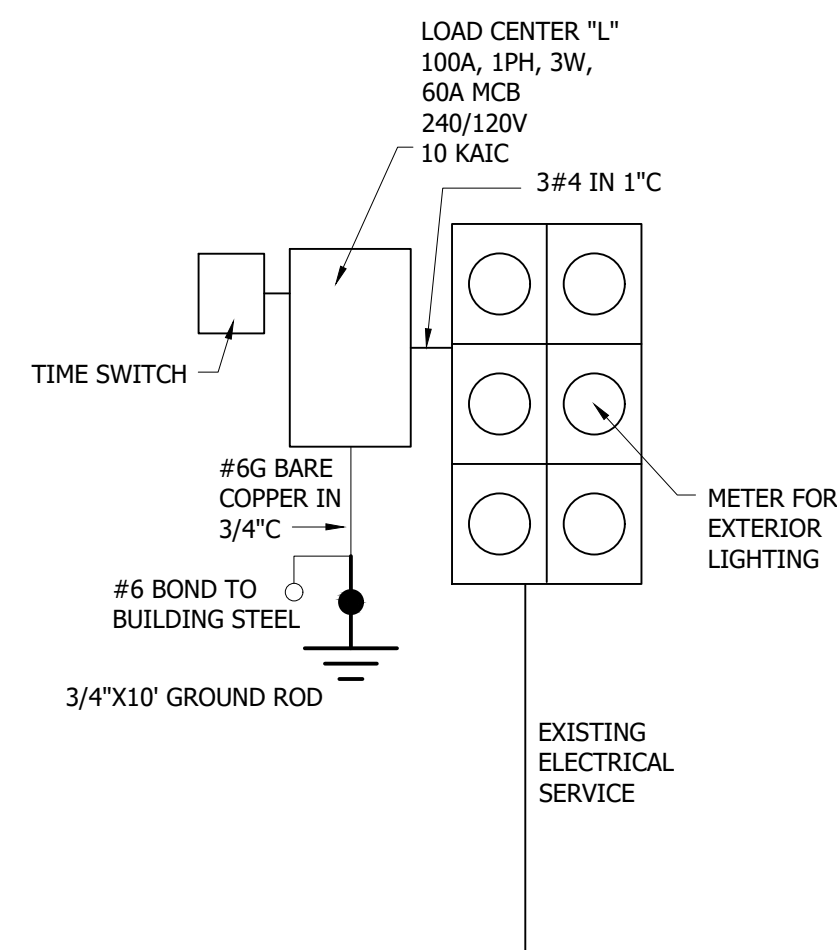 LOAD CENTER "L"
100A, 1PH, 3W,
60A MCB
240/120V
10 KAIC
3#4 IN 1"C
TIME SWITCH
#6G BARE
COPPER IN
3/4"C
METER FOR
EXTERIOR
LIGHTING
#6 BOND TO
BUILDING STEEL
3/4"X10' GROUND ROD
EXISTING
ELECTRICAL
SERVICE